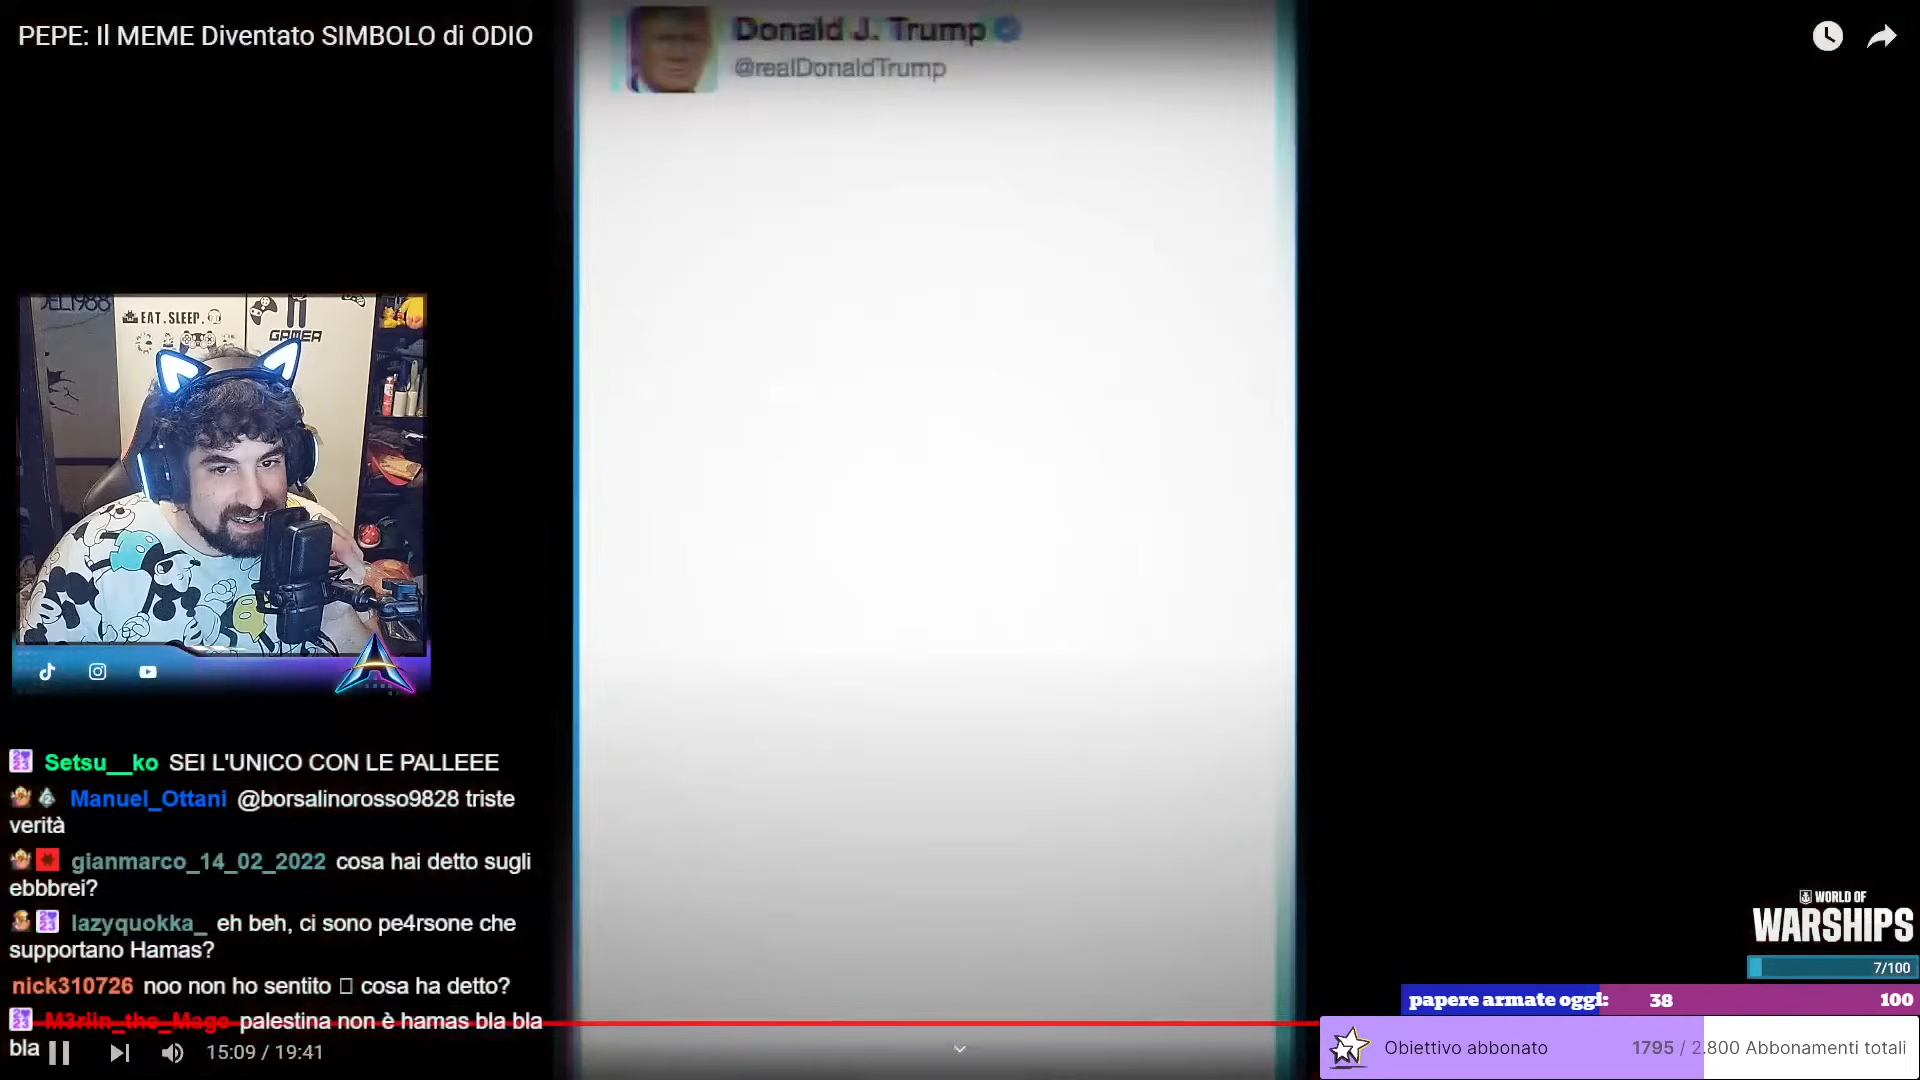 PEPE: Il MEME Diventato SIMBOLO di ODIO
Donald J. Trump
@realDonaldTrump
JEL1988
EAT.SLEEP.
GAMER
Setsu__ko SEI L'UNICO CON LE PALLEEE
Manuel_Ottani @borsalinorosso9828 triste
verità
gianmarco_14_02_2022 cosa hai detto sugli
ebbbrei?
lazyquokka_ eh beh, ci sono pe4rsone che
supportano Hamas?
nick310726 noo non ho sentito cosa ha detto?
M3rlin_the_Mage palestina non è hamas bla bla
bla
15:09 / 19:41
WORLD OF
WARSHIPS
7/100
papere armate oggi: 38 100
Obiettivo abbonato 1795 / 2.800 Abbonamenti totali